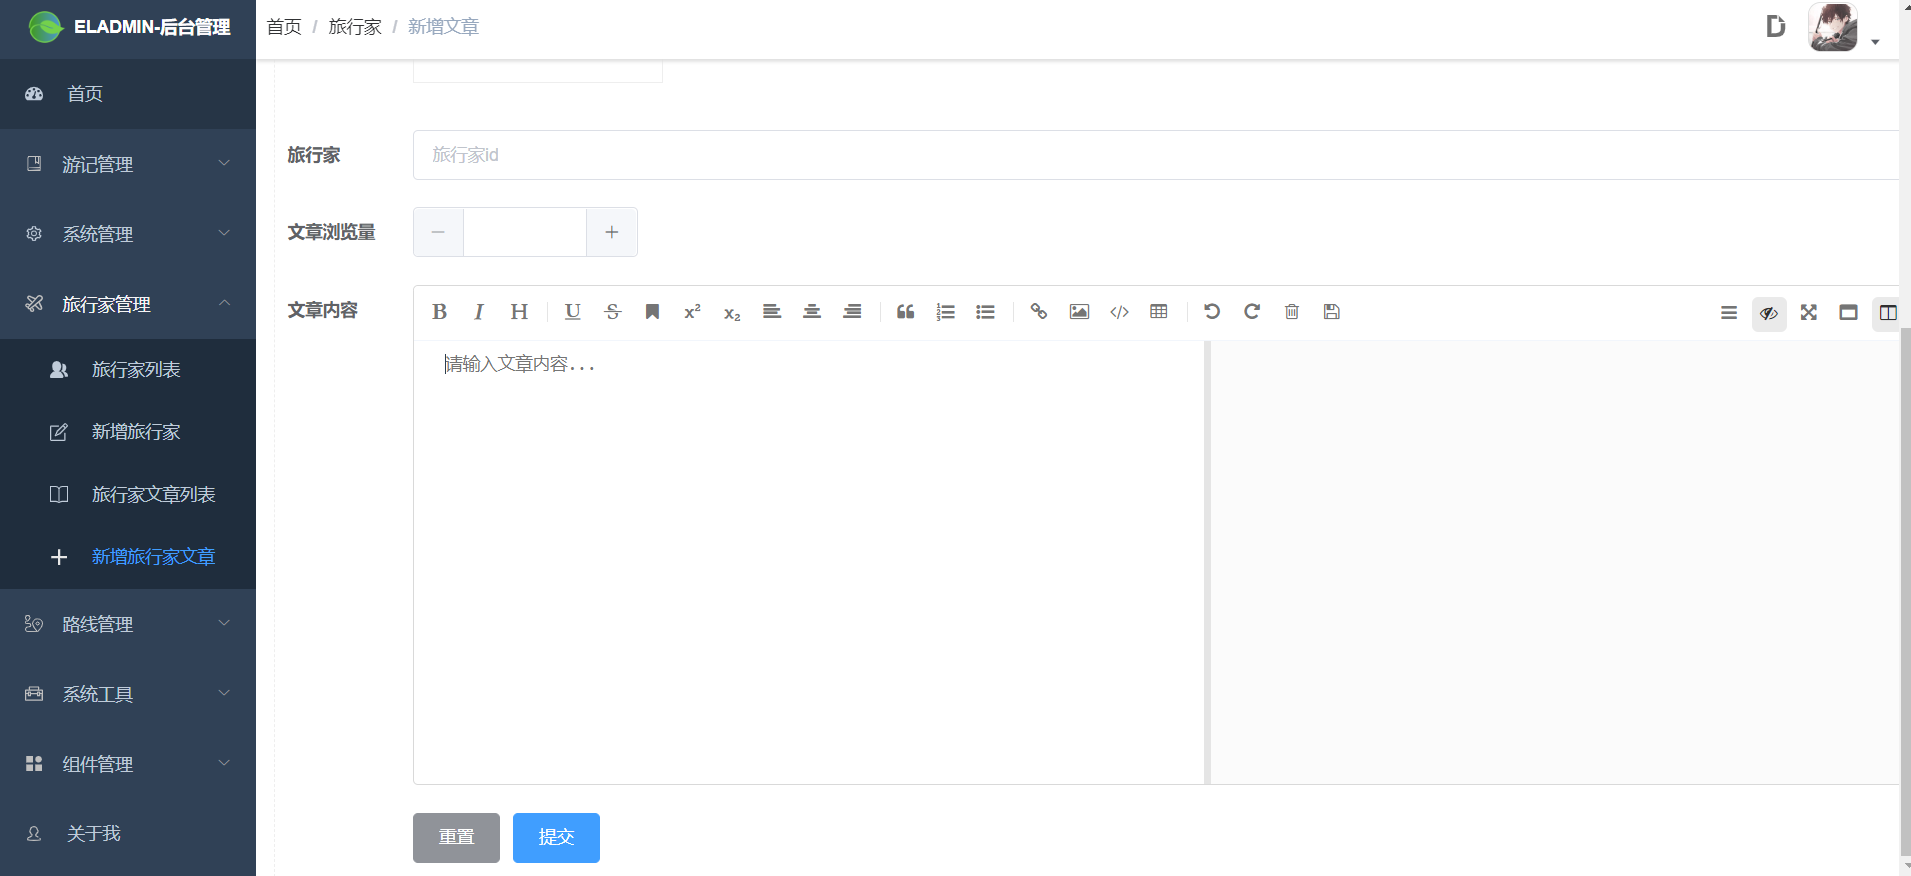 ELADMIN-后台管理
首页 / 旅行家 / 新增文章
首页
游记管理
系统管理
旅行家管理
旅行家列表
新增旅行家
旅行家文章列表
新增旅行家文章
路线管理
系统工具
组件管理
关于我
旅行家
旅行家id
文章浏览量
文章内容
请输入文章内容...
重置
提交